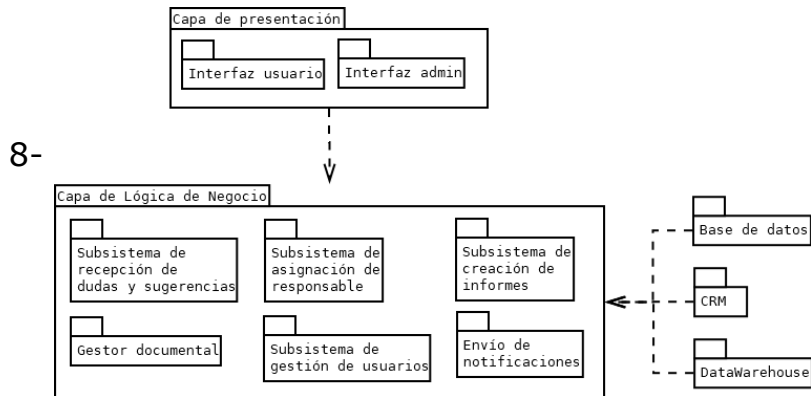 Capa de presentación
Interfaz usuario
Interfaz admin
8-
Capa de Lógica de Negocio
Subsistema de
recepción de
dudas y sugerencias
Subsistema de
asignación de
responsable
Subsistema de
creación de
informes
Gestor documental
Subsistema de
gestión de usuarios
Envío de
notificaciones
Base de datos
CRM
DataWarehouse